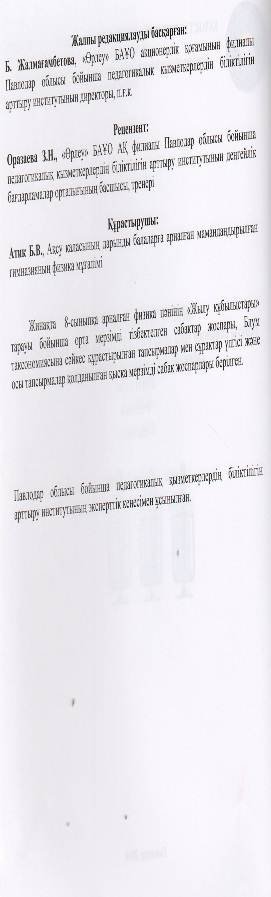 Жалпы редакциялауды басқарған:
Б. Жалмагамбетова, «Өрлеу» БАҰО акционерлік қоғамының филиалы
Павлодар облысы бойынша педагогикалық қызметкерлердің біліктілігін
арттыру институтының директоры, п.ғ.к.
Рецензент:
Оразаева З.Н., «Өрлеу» БАҰО АҚ филиалы Павлодар облысы бойынша
педагогикалық қызметкерлердің біліктілігін арттыру институтының деңгейлік
бағдарламалар орталығының басшысы, тренері
Құрастырушы:
Атик Б.В., Ақсу қаласының дарынды балаларға арналған мамандандырылған
гимназияның физика мұғалімі
Жинақта 8-сыныпқа арналған физика пәнінің «Жылу құбылыстары»
тарауы бойынша орта мерзімді тізбектелген сабақтар жоспары, Блум
таксономиясына сәйкес құрастырылған тапсырмалар мен сұрақтар үлгісі және
осы тапсырмалар қолданылған қысқа мерзімді сабақ жоспарлары берілген.
Павлодар облысы бойынша педагогикалық қызметкерлердің біліктілігін
арттыру институтының эксперттік кеңесімен ұсынылған.